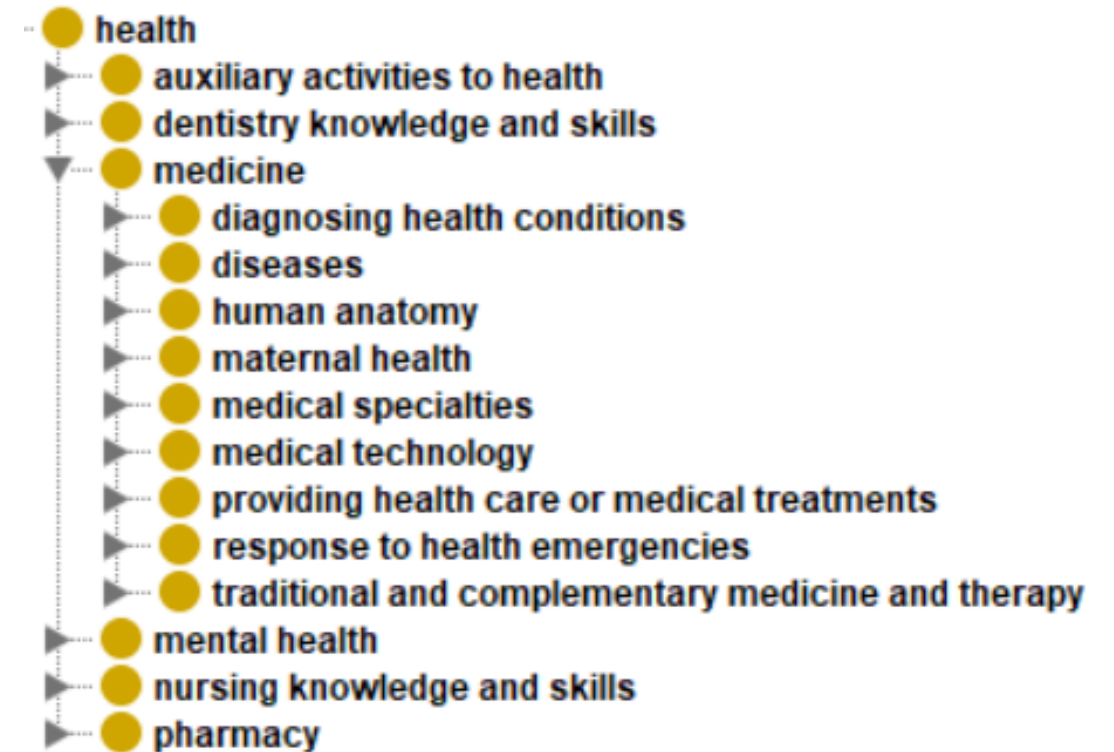 health
auxiliary activities to health
dentistry knowledge and skills
medicine
diagnosing health conditions
diseases
human anatomy
maternal health
medical specialties
medical technology
providing health care or medical treatments
response to health emergencies
traditional and complementary medicine and therapy
mental health
nursing knowledge and skills
pharmacy